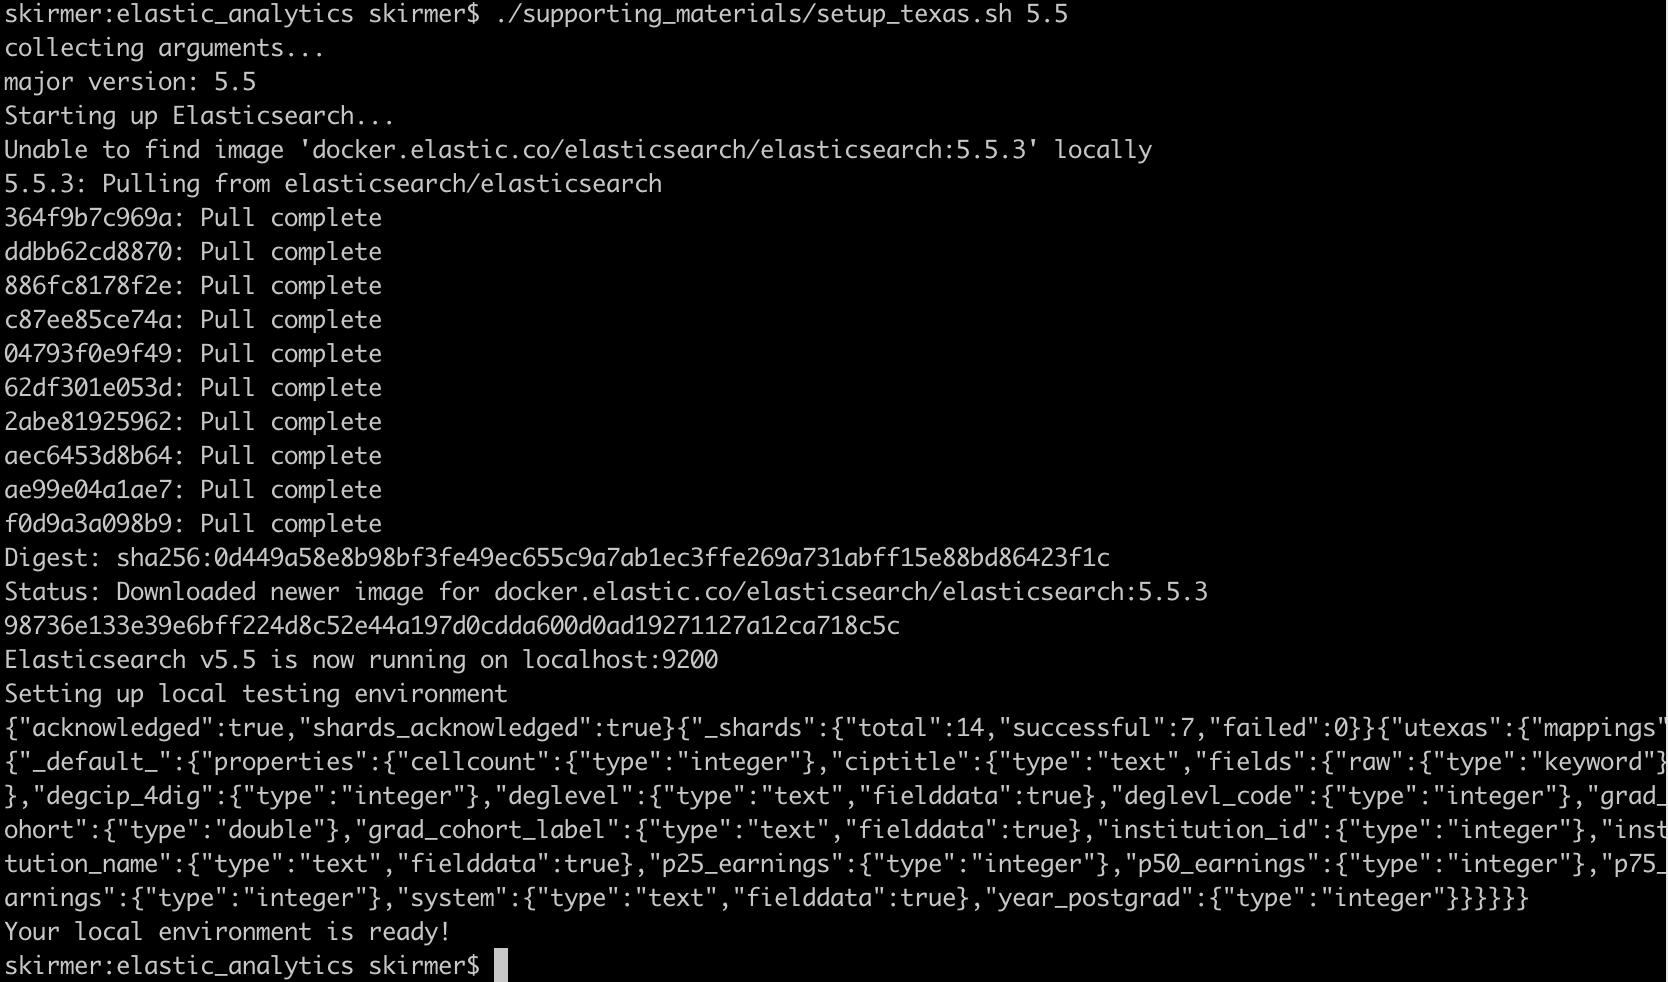 skirmer:elastic_analytics skirmer$ ./supporting_materials/setup_texas.sh 5.5
collecting arguments...
major version: 5.5
Starting up Elasticsearch...
Unable to find image 'docker.elastic.co/elasticsearch/elasticsearch:5.5.3' locally
5.5.3: Pulling from elasticsearch/elasticsearch
364f9b7c969a: Pull complete
ddbb62cd8870: Pull complete
886fc8178f2e: Pull complete
c87ee85ce74a: Pull complete
04793f0e9f49: Pull complete
62df301e053d: Pull complete
2abe81925962: Pull complete
aec6453d8b64: Pull complete
ae99e04a1ae7: Pull complete
f0d9a3a098b9: Pull complete
Digest: sha256:0d449a58e8b98bf3fe49ec655c9a7ab1ec3ffe269a731abff15e88bd86423f1c
Status: Downloaded newer image for docker.elastic.co/elasticsearch/elasticsearch:5.5.3
98736e133e39e6bff224d8c52e44a197d0cdda600d0ad19271127a12ca718c5c
Elasticsearch v5.5 is now running on localhost:9200
Setting up local testing environment
{"acknowledged":true,"shards_acknowledged":true}{"_shards":{"total":14,"successful":7,"failed":0}}{"utexas":{"mappings"
{"_default_":{"properties":{"cellcount":{"type":"integer"},"ciptitle":{"type":"text","fields":{"raw":{"type":"keyword"}
},"degcip_4dig":{"type":"integer"},"deglevel":{"type":"text","fielddata":true},"deglevl_code":{"type":"integer"},"grad_
ohort":{"type":"double"},"grad_cohort_label":{"type":"text","fielddata":true},"institution_id":{"type":"integer"},"inst
tution_name":{"type":"text","fielddata":true},"p25_earnings":{"type":"integer"},"p50_earnings":{"type":"integer"},"p75_
arnings":{"type":"integer"},"system":{"type":"text","fielddata":true},"year_postgrad":{"type":"integer"}}}}}}
Your local environment is ready!
skirmer:elastic_analytics skirmer$